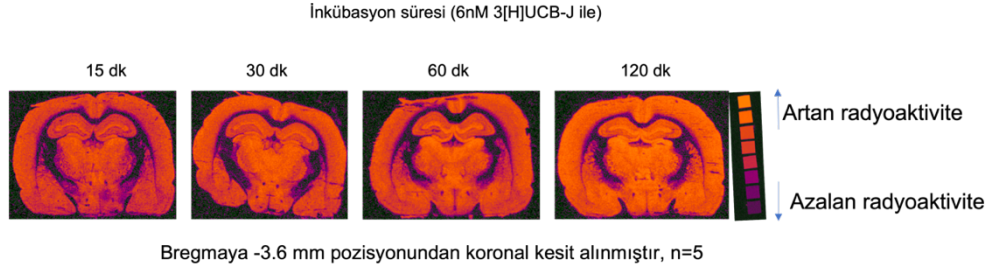 İnkübasyon süresi (6nM 3[H]UCB-J ile)
15 dk
30 dk
60 dk
120 dk
Artan radyoaktivite
Azalan radyoaktivite
Bregmaya -3.6 mm pozisyonundan koronal kesit alınmıştır, n=5